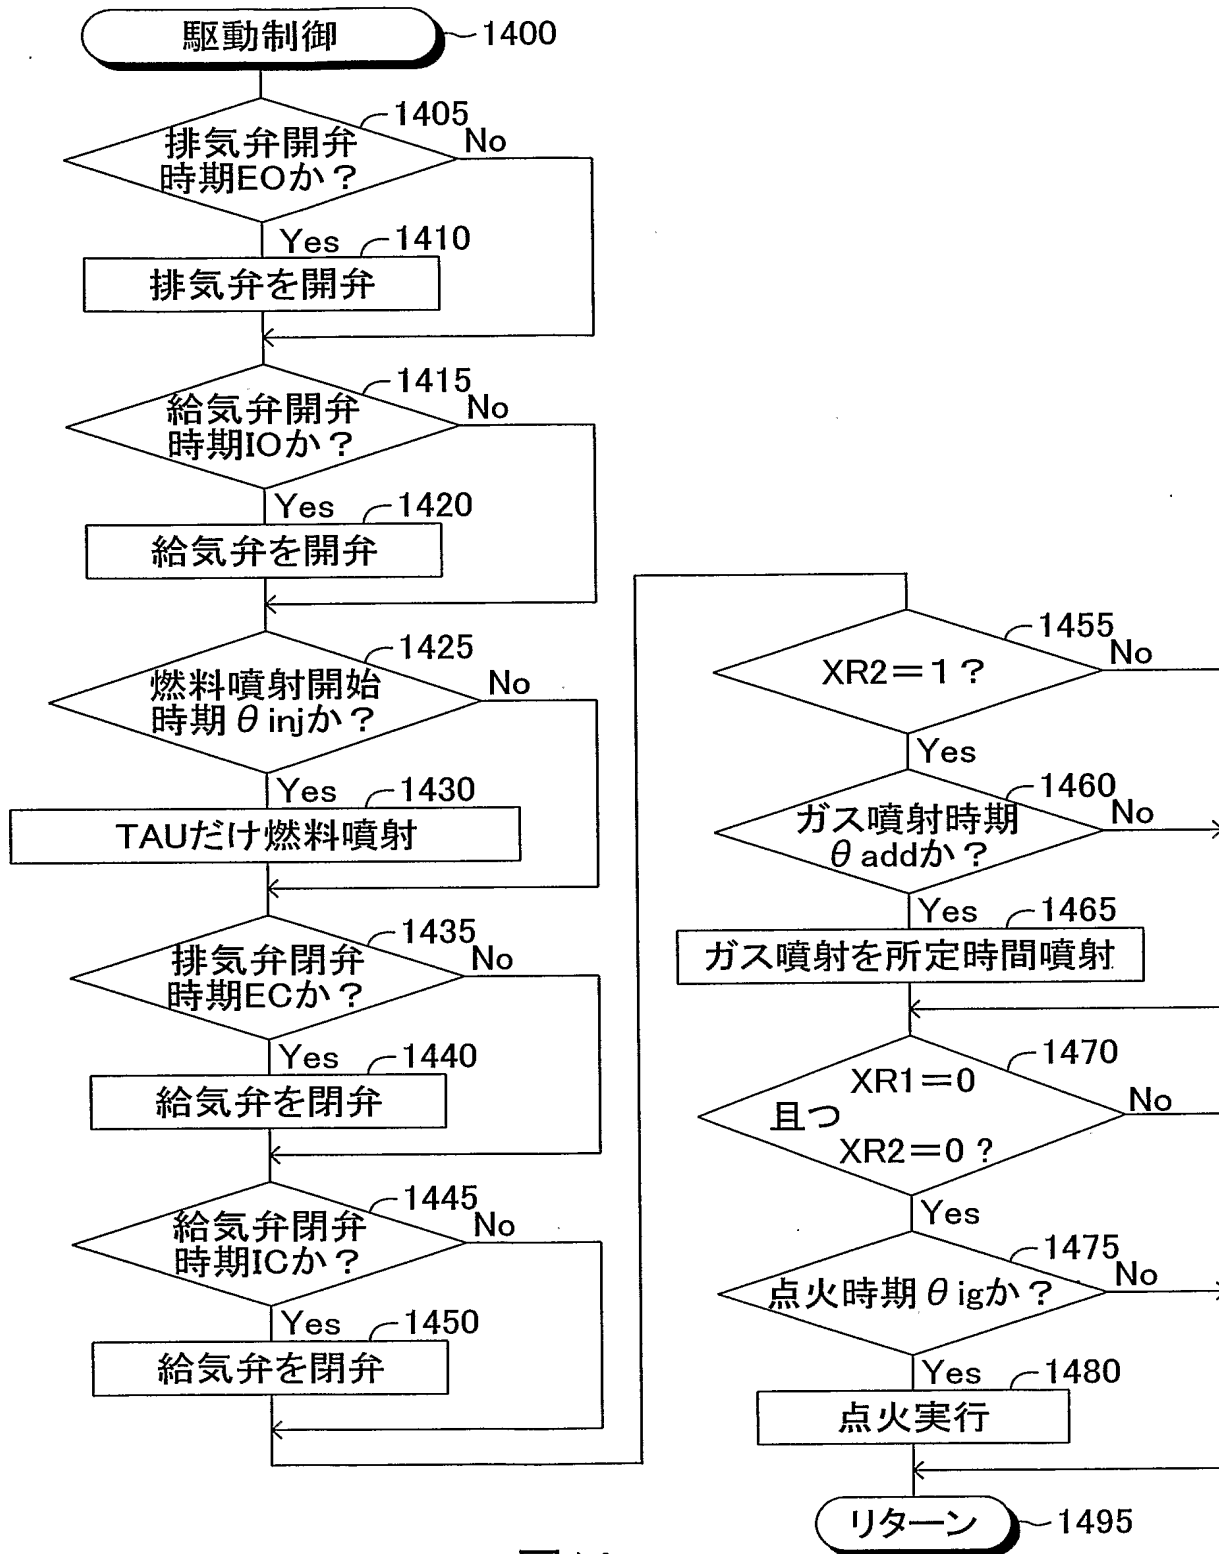 駆動制御
1400
排気弁開弁
時期EOか？
1405
No
Yes
1410
排気弁を開弁
給気弁開弁
時期IOか？
1415
No
Yes
1420
給気弁を開弁
燃料噴射開始
時期θinjか？
1425
No
Yes
1430
TAUだけ燃料噴射
排気弁閉弁
時期ECか？
1435
No
Yes
1440
給気弁を閉弁
給気弁閉弁
時期ICか？
1445
No
Yes
1450
給気弁を閉弁
XR2＝1？
1455
No
Yes
ガス噴射時期
θaddか？
1460
No
Yes
1465
ガス噴射を所定時間噴射
XR1＝0
且つ
XR2＝0？
1470
No
Yes
点火時期θigか？
1475
No
Yes
1480
点火実行
リターン
1495